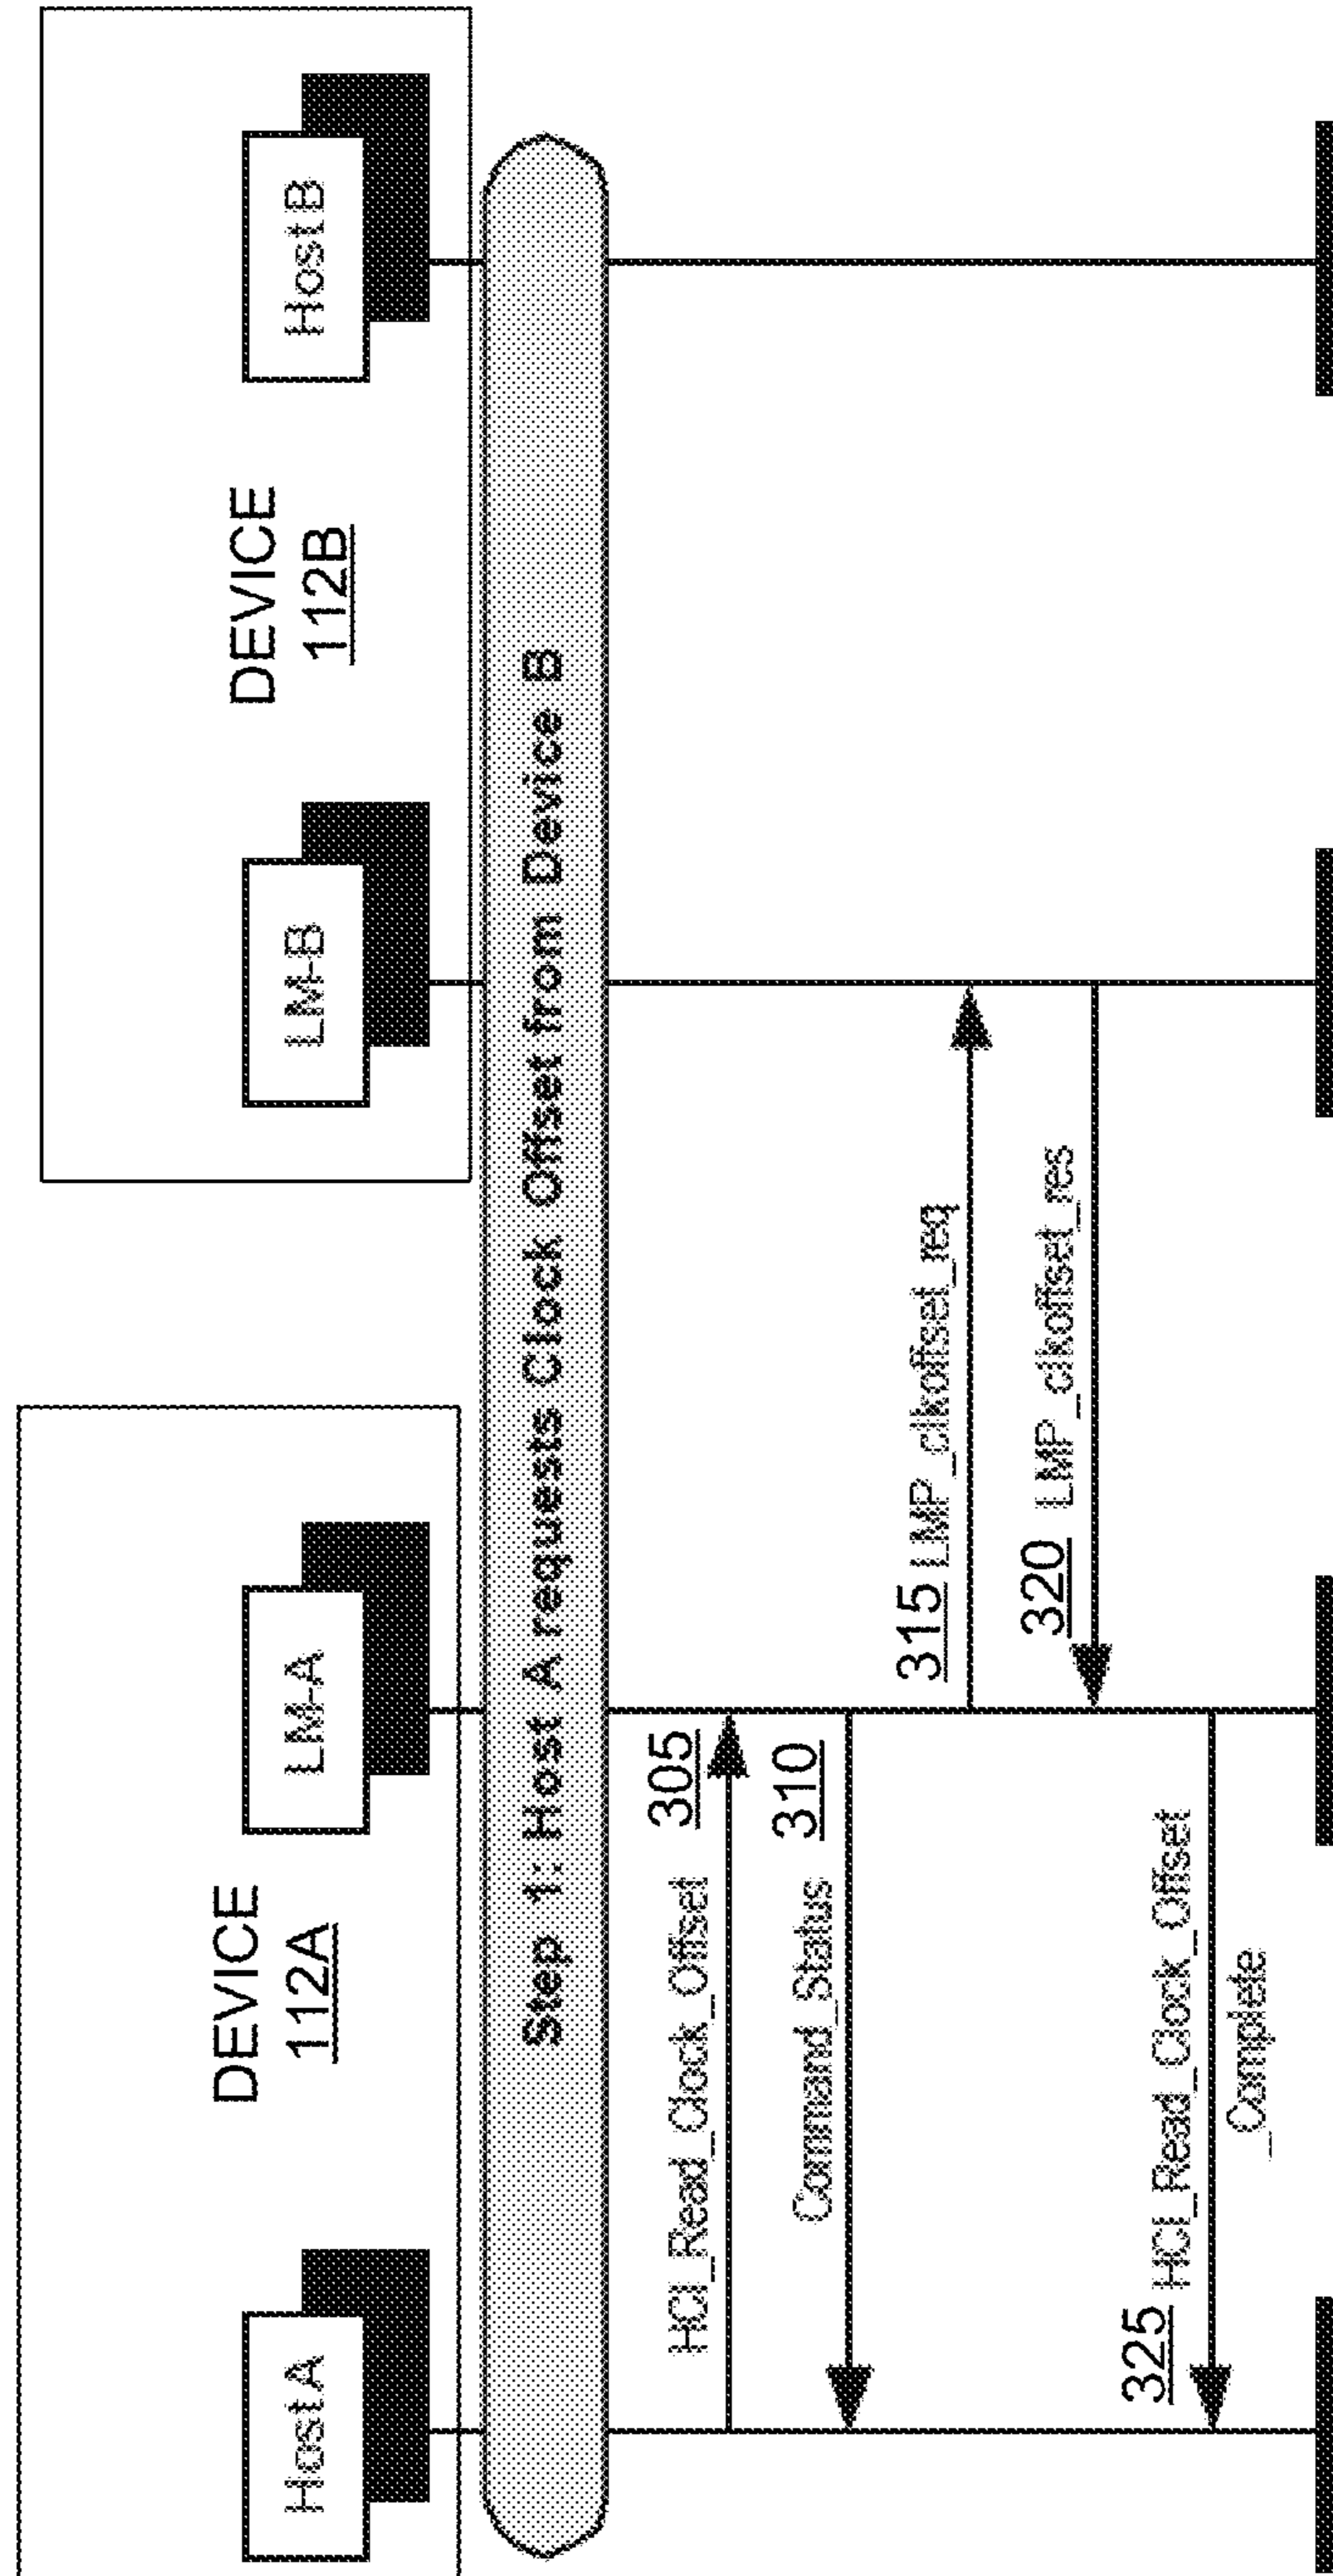 DEVICE
112A
DEVICE
112B
Host A
LM-A
LM-B
Host B
Step 1: Host A requests Clock Offset from Device B
HCI_Read_Clock_Offset 305
Command_Status 310
315 LMP_clkoffset_req
320 LMP_clkoffset_res
325 HCI_Read_Clock_Offset
_Complete